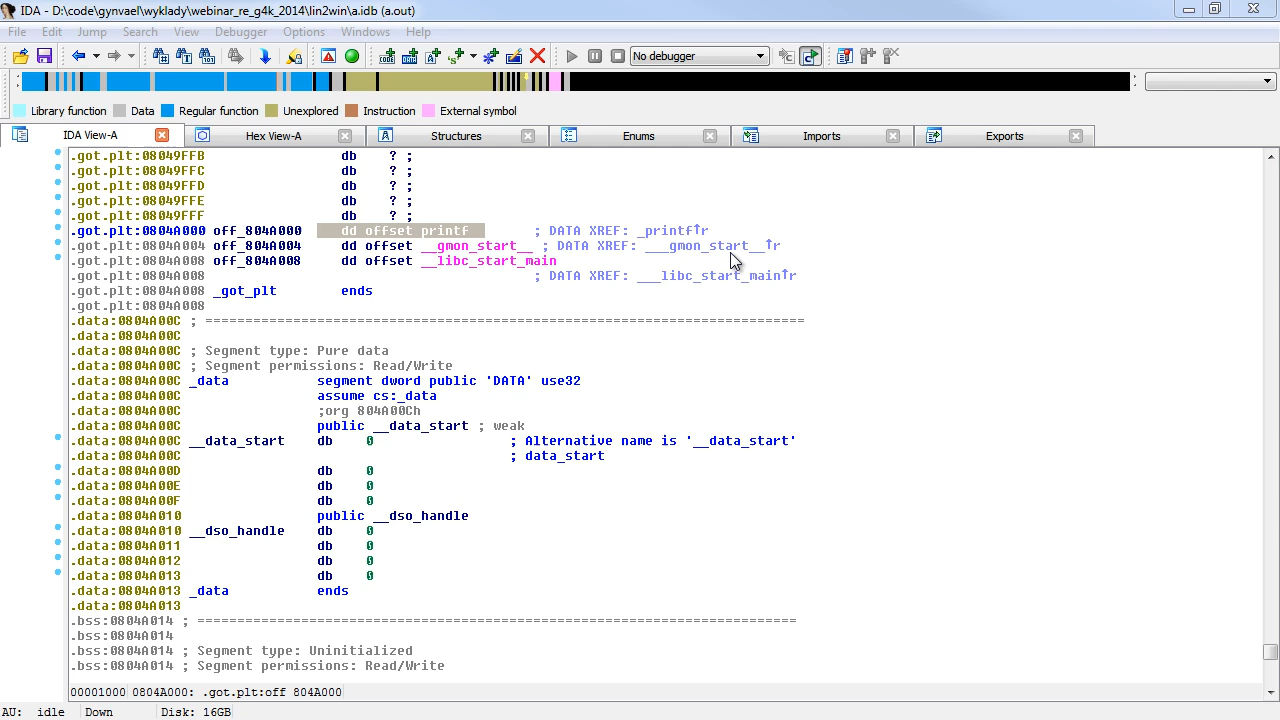 IDA - D:\code\gynvael\wyklady\webinar_re_g4k_2014\lin2win\a.idb (a.out)
File Edit Jump Search View Debugger Options Windows Help
No debugger
Library function Data Regular function Unexplored Instruction External symbol
IDA View-A Hex View-A Structures Enums Imports Exports
.got.plt:08049FFB db ? ;
.got.plt:08049FFC db ? ;
.got.plt:08049FFD db ? ;
.got.plt:08049FFE db ? ;
.got.plt:08049FFF db ? ;
.got.plt:0804A000 off_804A000 dd offset printf ; DATA XREF: _printf↑r
.got.plt:0804A004 off_804A004 dd offset __gmon_start__ ; DATA XREF: ___gmon_start__↑r
.got.plt:0804A008 off_804A008 dd offset __libc_start_main
.got.plt:0804A008 ; DATA XREF: ___libc_start_main↑r
.got.plt:0804A008 _got_plt ends
.got.plt:0804A008
.data:0804A00C ; ===========================================================================
.data:0804A00C
.data:0804A00C ; Segment type: Pure data
.data:0804A00C ; Segment permissions: Read/Write
.data:0804A00C _data segment dword public 'DATA' use32
.data:0804A00C assume cs:_data
.data:0804A00C ;org 804A00Ch
.data:0804A00C public __data_start ; weak
.data:0804A00C __data_start db 0 ; Alternative name is '__data_start'
.data:0804A00C ; data_start
.data:0804A00D db 0
.data:0804A00E db 0
.data:0804A00F db 0
.data:0804A010 public __dso_handle
.data:0804A010 __dso_handle db 0
.data:0804A011 db 0
.data:0804A012 db 0
.data:0804A013 db 0
.data:0804A013 _data ends
.data:0804A013
.bss:0804A014 ; ===========================================================================
.bss:0804A014
.bss:0804A014 ; Segment type: Uninitialized
.bss:0804A014 ; Segment permissions: Read/Write
00001000 0804A000: .got.plt:off_804A000
AU: idle Down Disk: 16GB